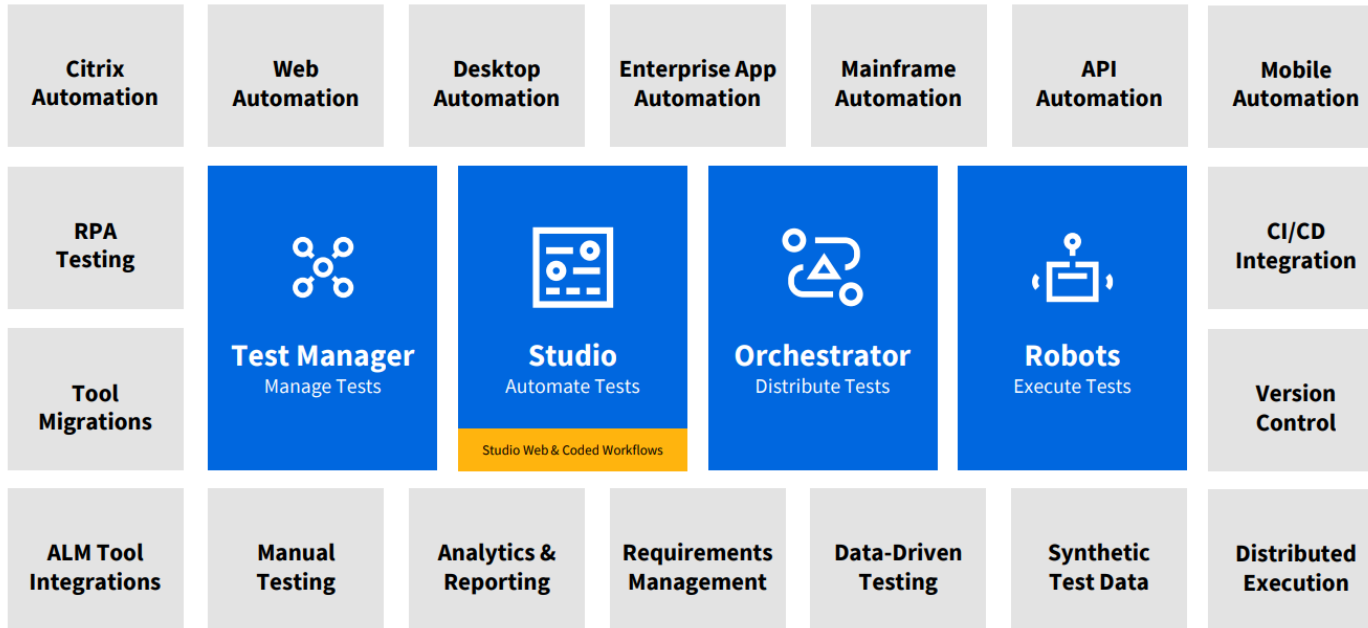 Citrix
Automation
Web
Automation
Desktop
Automation
Enterprise App
Automation
Mainframe
Automation
API
Automation
Mobile
Automation
RPA
Testing
Test Manager
Manage Tests
Studio
Automate Tests
Studio Web & Coded Workflows
Orchestrator
Distribute Tests
Robots
Execute Tests
CI/CD
Integration
Tool
Migrations
Version
Control
ALM Tool
Integrations
Manual
Testing
Analytics &
Reporting
Requirements
Management
Data-Driven
Testing
Synthetic
Test Data
Distributed
Execution